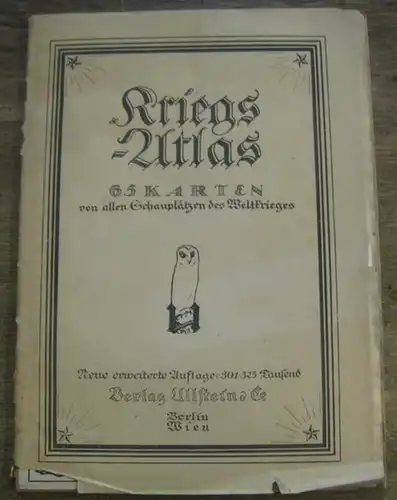 Kriegs
-Atlas
65 KARTEN
von allen Schauplätzen des Weltkrieges
U
Neue erweiterte Auflage·301-325 Tausend
Verlag Ullstein & Co
Berlin
Wien